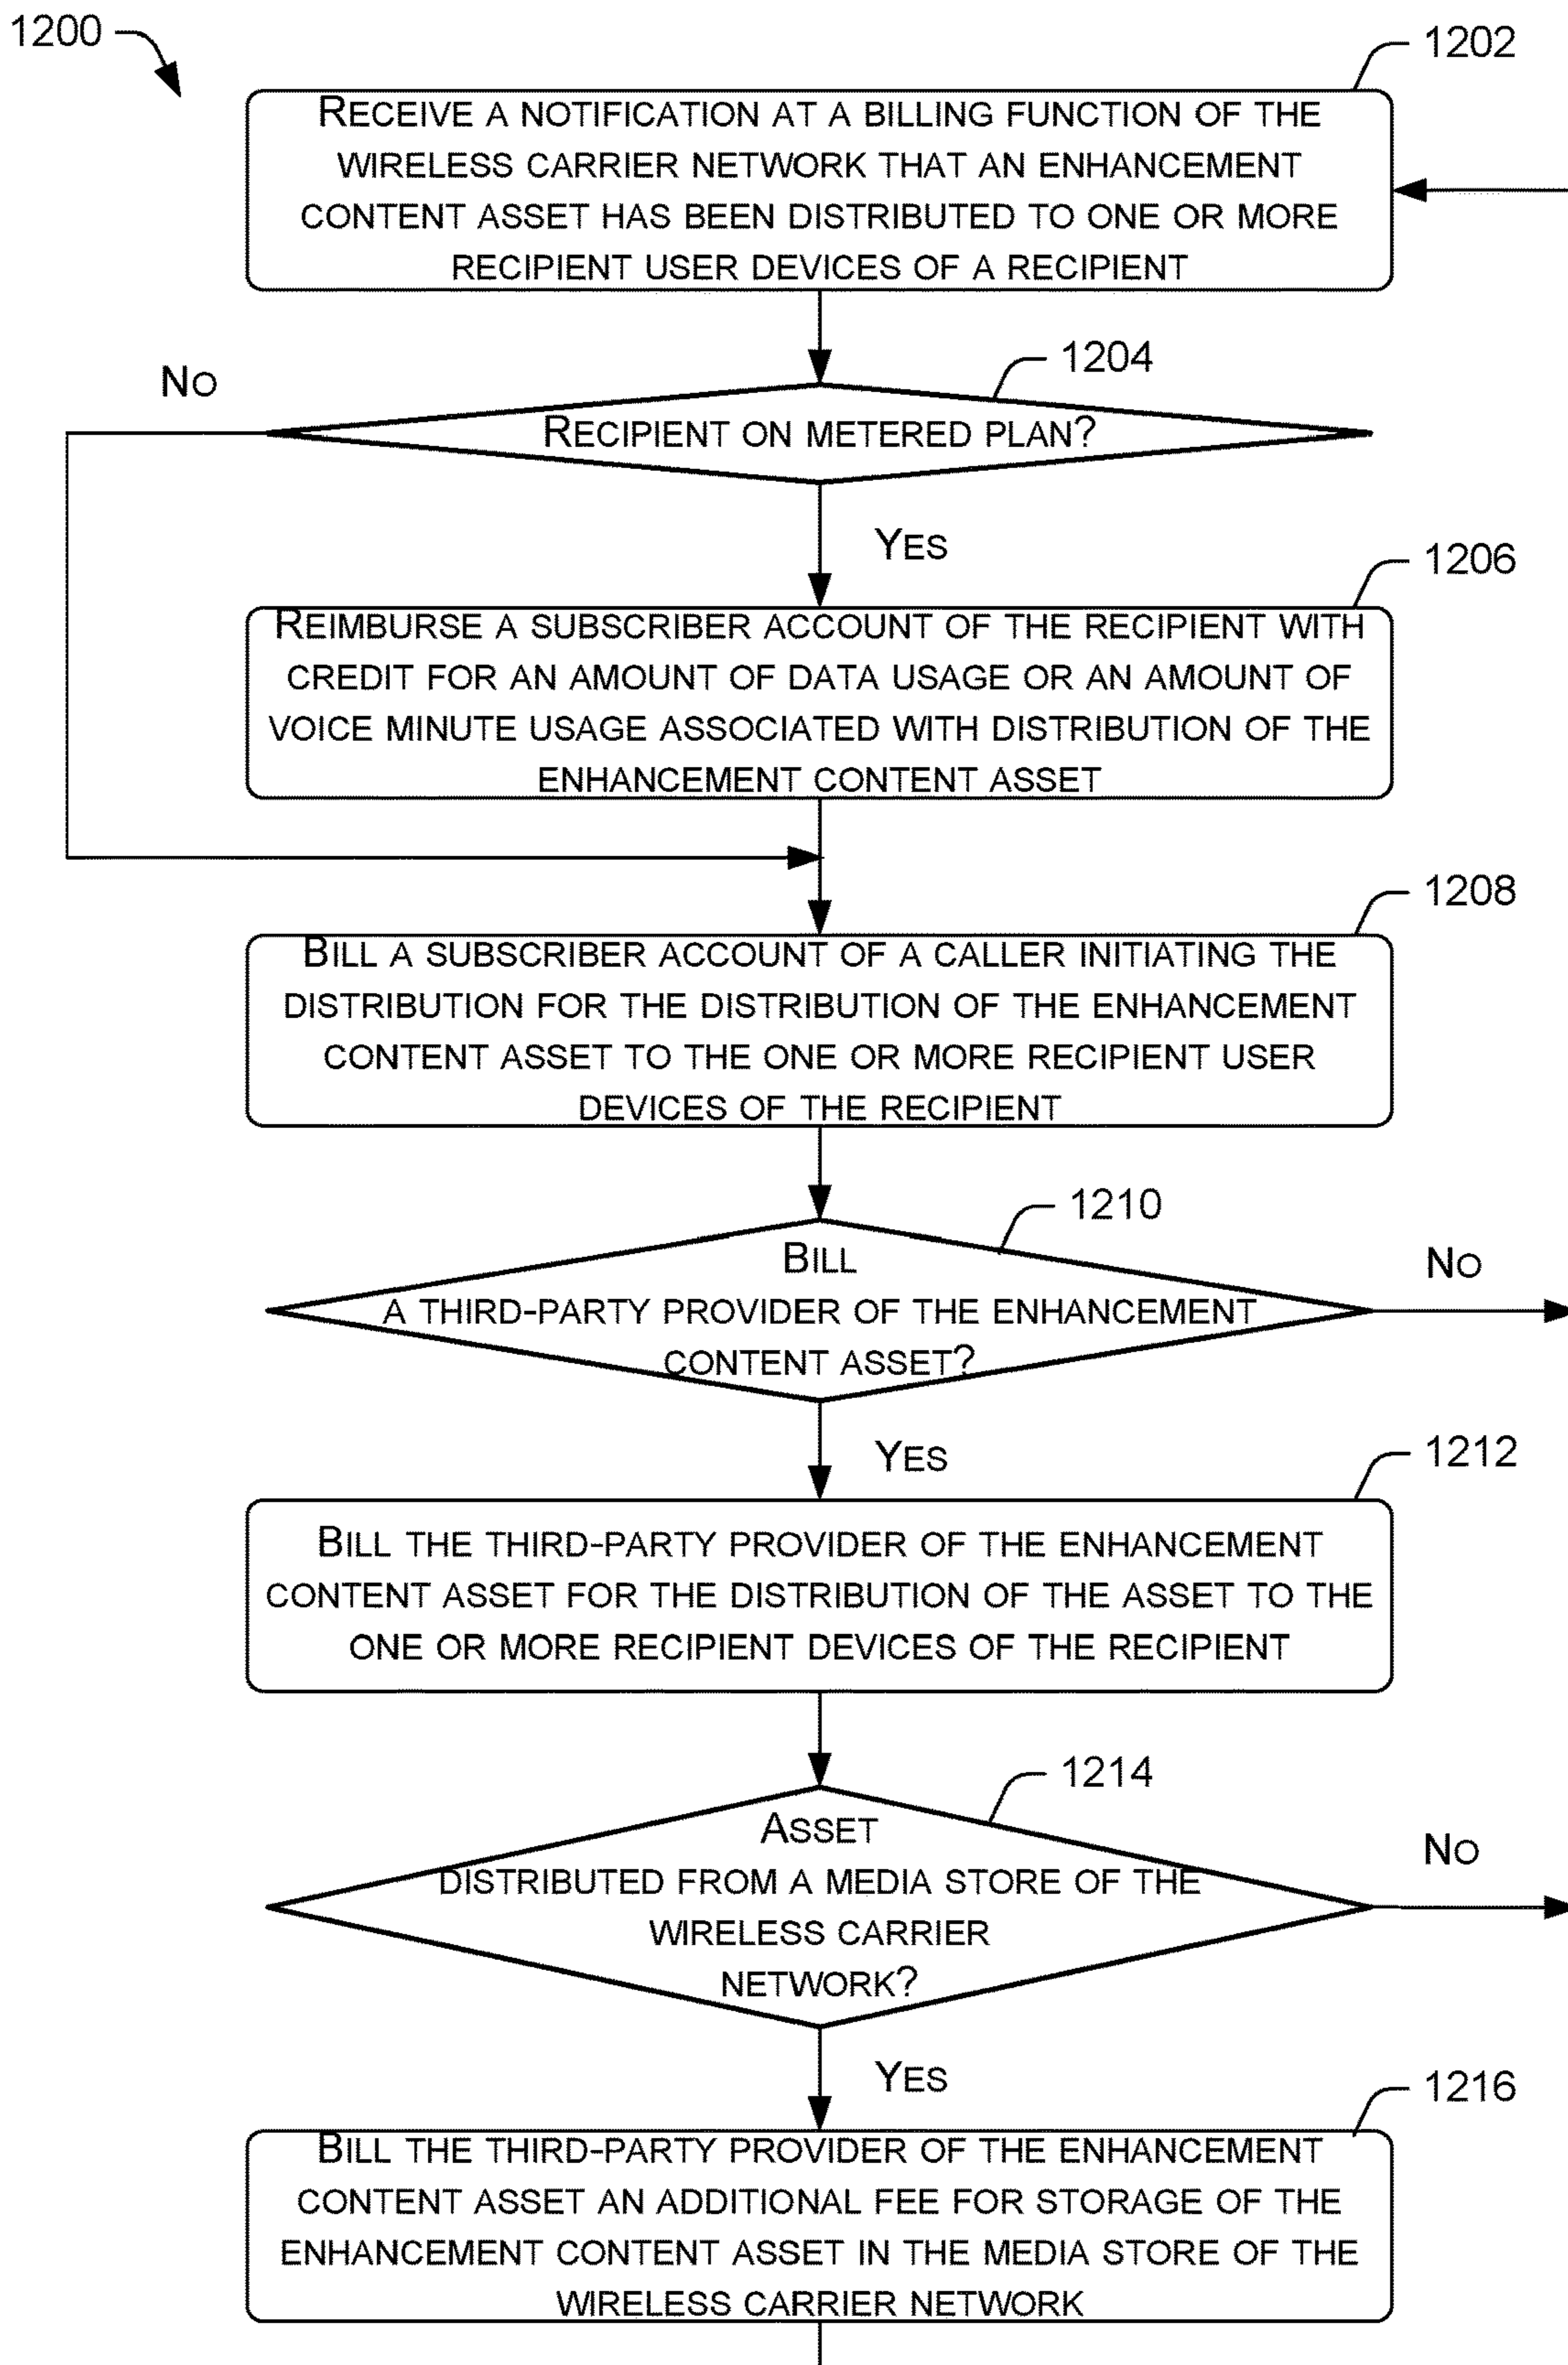 1200
1202
RECEIVE A NOTIFICATION AT A BILLING FUNCTION OF THE
WIRELESS CARRIER NETWORK THAT AN ENHANCEMENT
CONTENT ASSET HAS BEEN DISTRIBUTED TO ONE OR MORE
RECIPIENT USER DEVICES OF A RECIPIENT
1204
NO
RECIPIENT ON METERED PLAN?
YES
1206
REIMBURSE A SUBSCRIBER ACCOUNT OF THE RECIPIENT WITH
CREDIT FOR AN AMOUNT OF DATA USAGE OR AN AMOUNT OF
VOICE MINUTE USAGE ASSOCIATED WITH DISTRIBUTION OF THE
ENHANCEMENT CONTENT ASSET
1208
BILL A SUBSCRIBER ACCOUNT OF A CALLER INITIATING THE
DISTRIBUTION FOR THE DISTRIBUTION OF THE ENHANCEMENT
CONTENT ASSET TO THE ONE OR MORE RECIPIENT USER
DEVICES OF THE RECIPIENT
1210
BILL
A THIRD-PARTY PROVIDER OF THE ENHANCEMENT
CONTENT ASSET?
NO
YES
1212
BILL THE THIRD-PARTY PROVIDER OF THE ENHANCEMENT
CONTENT ASSET FOR THE DISTRIBUTION OF THE ASSET TO THE
ONE OR MORE RECIPIENT DEVICES OF THE RECIPIENT
1214
ASSET
DISTRIBUTED FROM A MEDIA STORE OF THE
WIRELESS CARRIER
NETWORK?
NO
YES
1216
BILL THE THIRD-PARTY PROVIDER OF THE ENHANCEMENT
CONTENT ASSET AN ADDITIONAL FEE FOR STORAGE OF THE
ENHANCEMENT CONTENT ASSET IN THE MEDIA STORE OF THE
WIRELESS CARRIER NETWORK